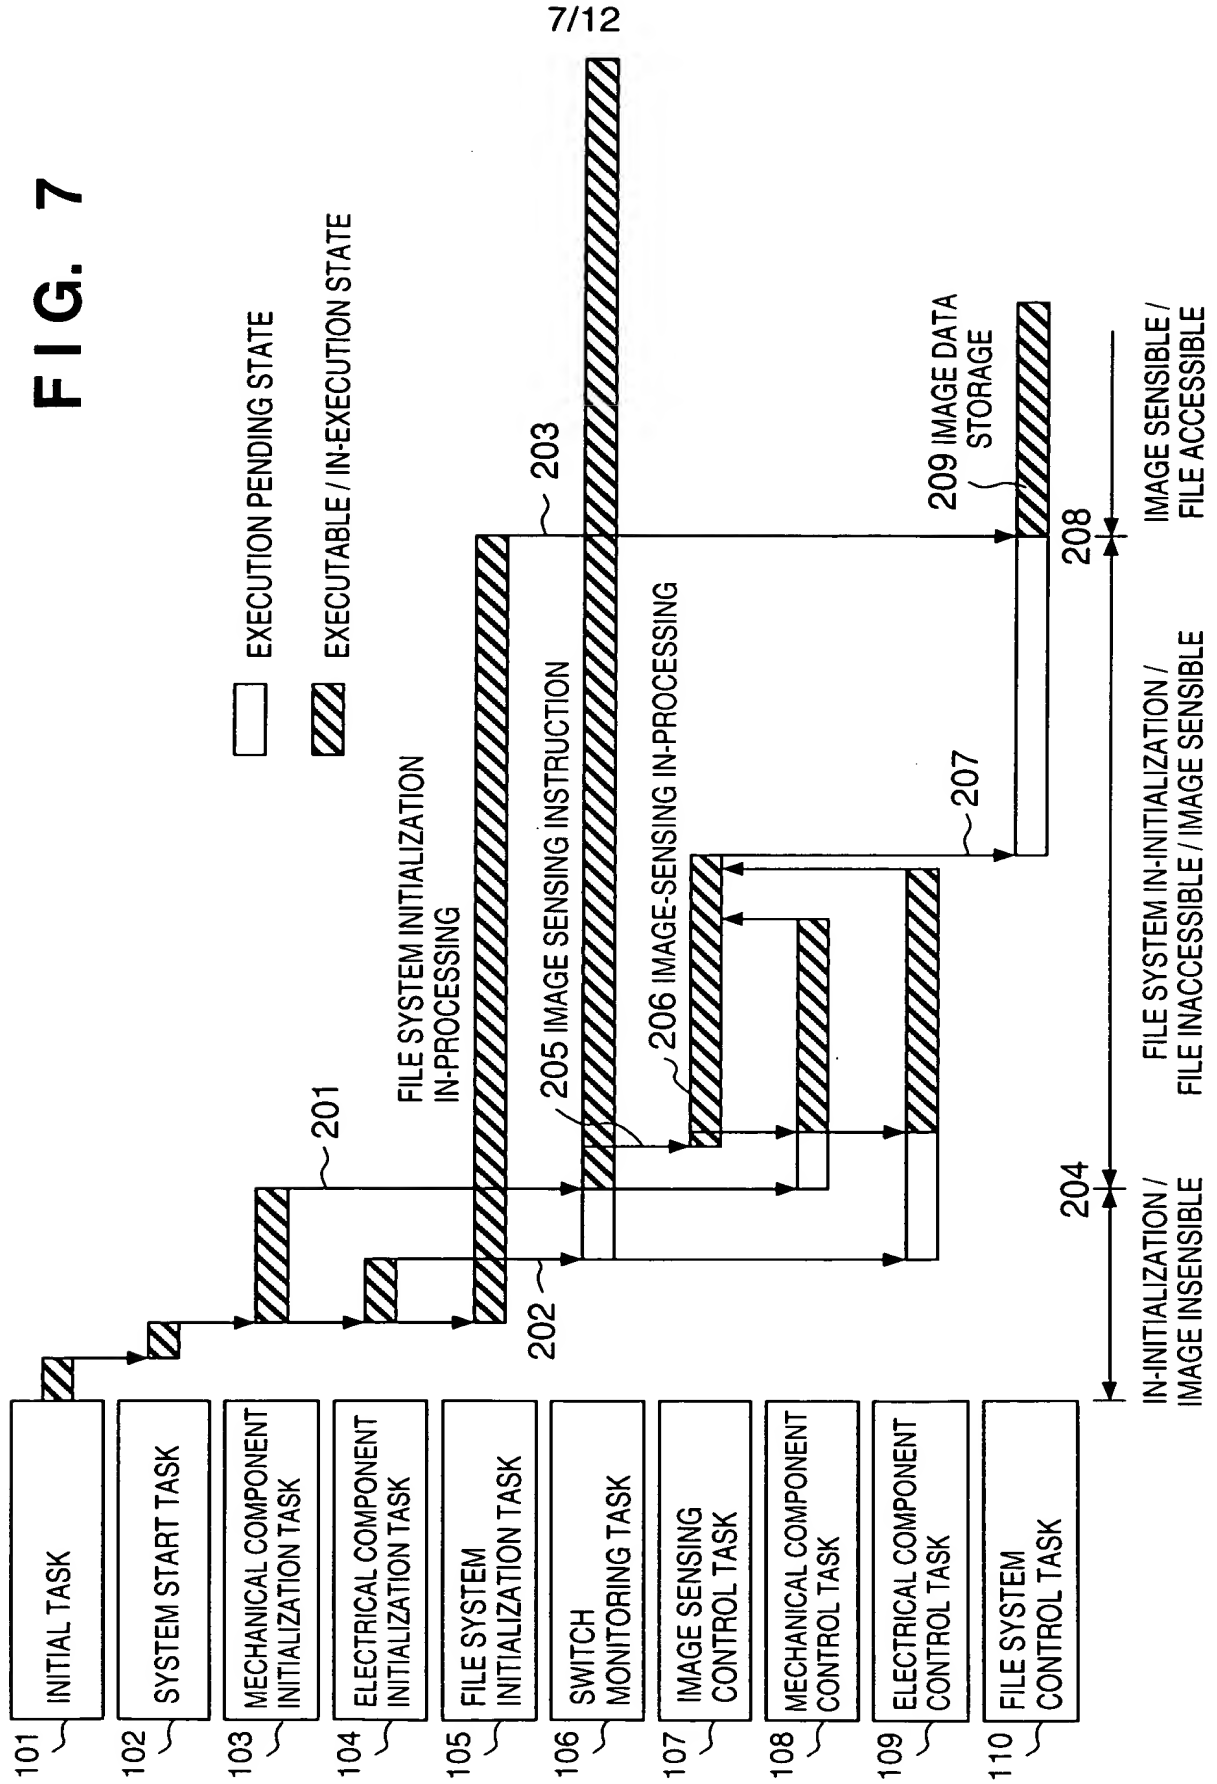 7/12
FIG. 7
EXECUTION PENDING STATE
EXECUTABLE / IN-EXECUTION STATE
101
INITIAL TASK
102
SYSTEM START TASK
103
MECHANICAL COMPONENT
INITIALIZATION TASK
201
104
ELECTRICAL COMPONENT
INITIALIZATION TASK
202
105
FILE SYSTEM
INITIALIZATION TASK
FILE SYSTEM INITIALIZATION
IN-PROCESSING
203
106
SWITCH
MONITORING TASK
205 IMAGE SENSING INSTRUCTION
107
IMAGE SENSING
CONTROL TASK
206 IMAGE-SENSING IN-PROCESSING
108
MECHANICAL COMPONENT
CONTROL TASK
109
ELECTRICAL COMPONENT
CONTROL TASK
207
110
FILE SYSTEM
CONTROL TASK
209 IMAGE DATA
STORAGE
204
208
IN-INITIALIZATION /
IMAGE INSENSIBLE
FILE SYSTEM IN-INITIALIZATION /
FILE INACCESSIBLE / IMAGE SENSIBLE
IMAGE SENSIBLE /
FILE ACCESSIBLE